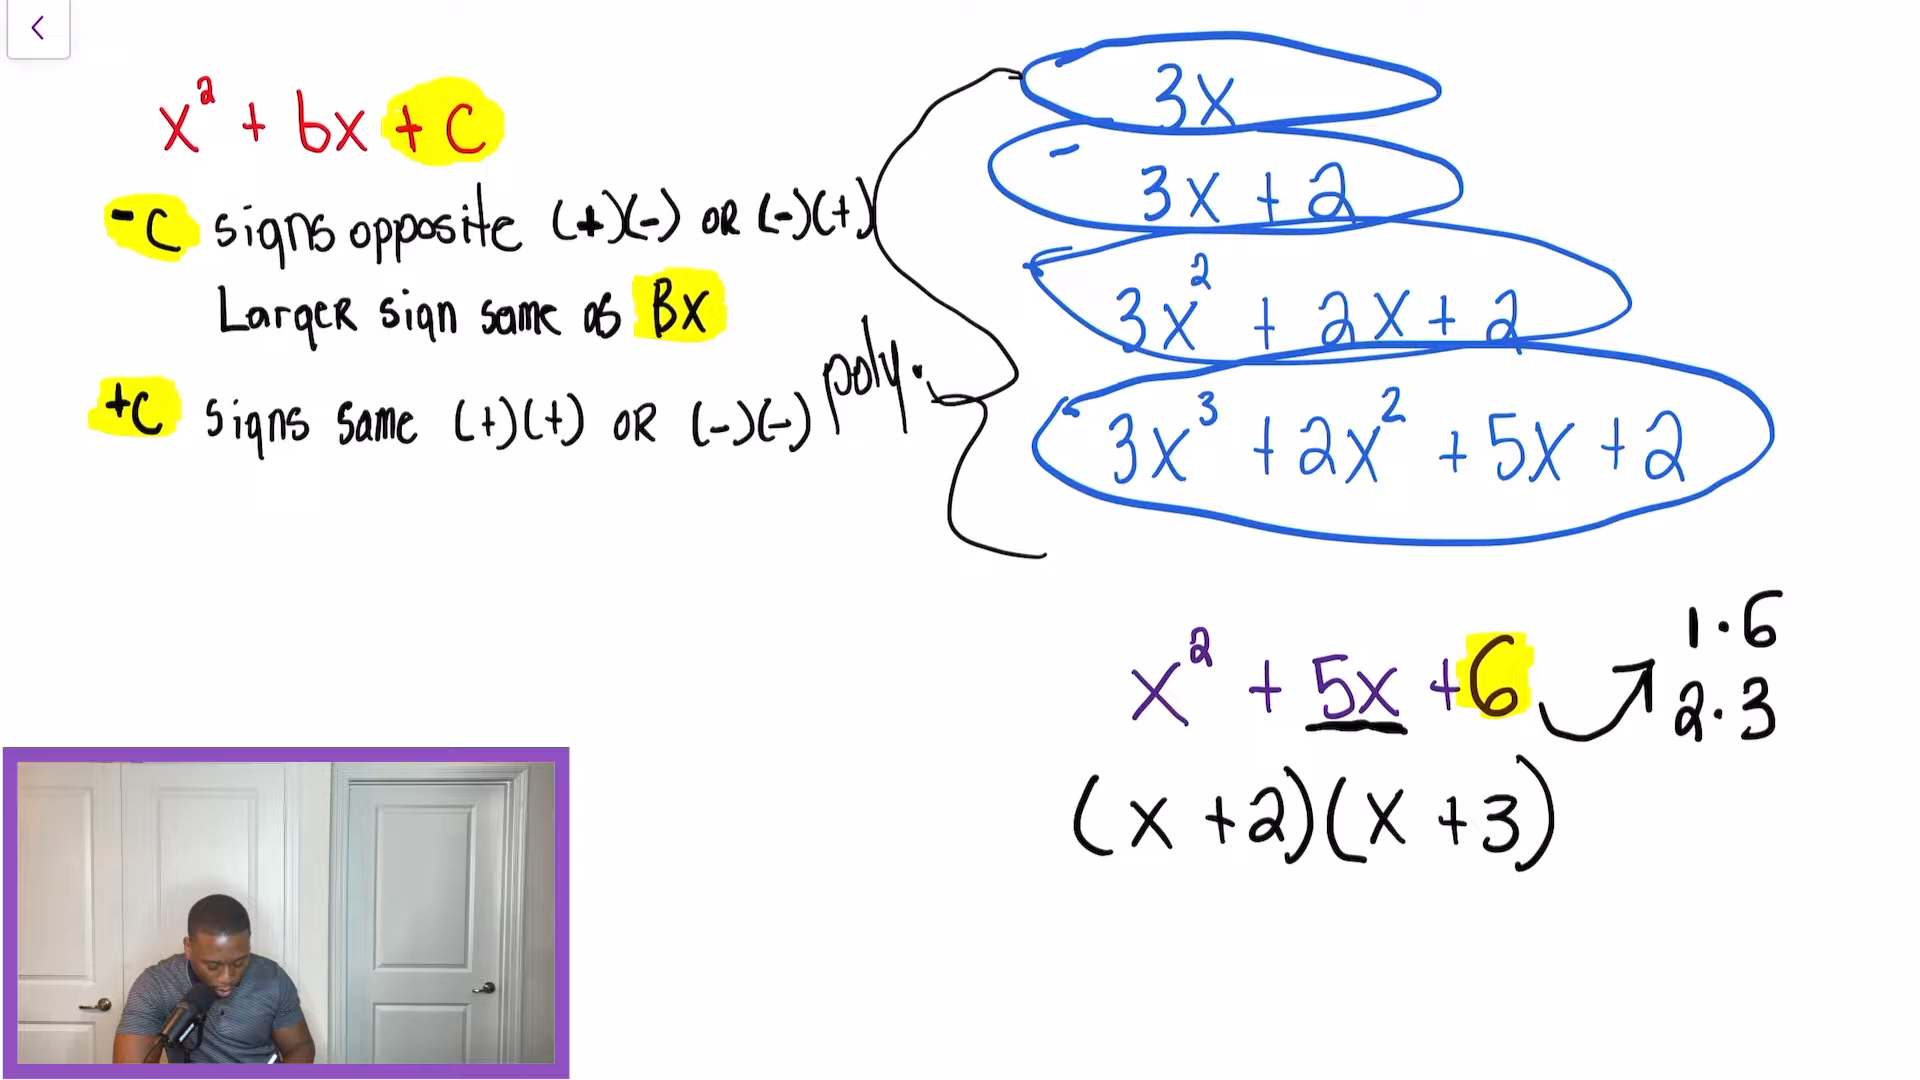 x² + bx + c
-c signs opposite (+)(-) OR (-)(+)
Larger sign same as Bx
+c signs same (+)(+) OR (-)(-)
poly.
3x
3x + 2
3x² + 2x + 2
3x³ + 2x² + 5x + 2
x² + 5x + 6
1 · 6
2 · 3
(x + 2)(x + 3)